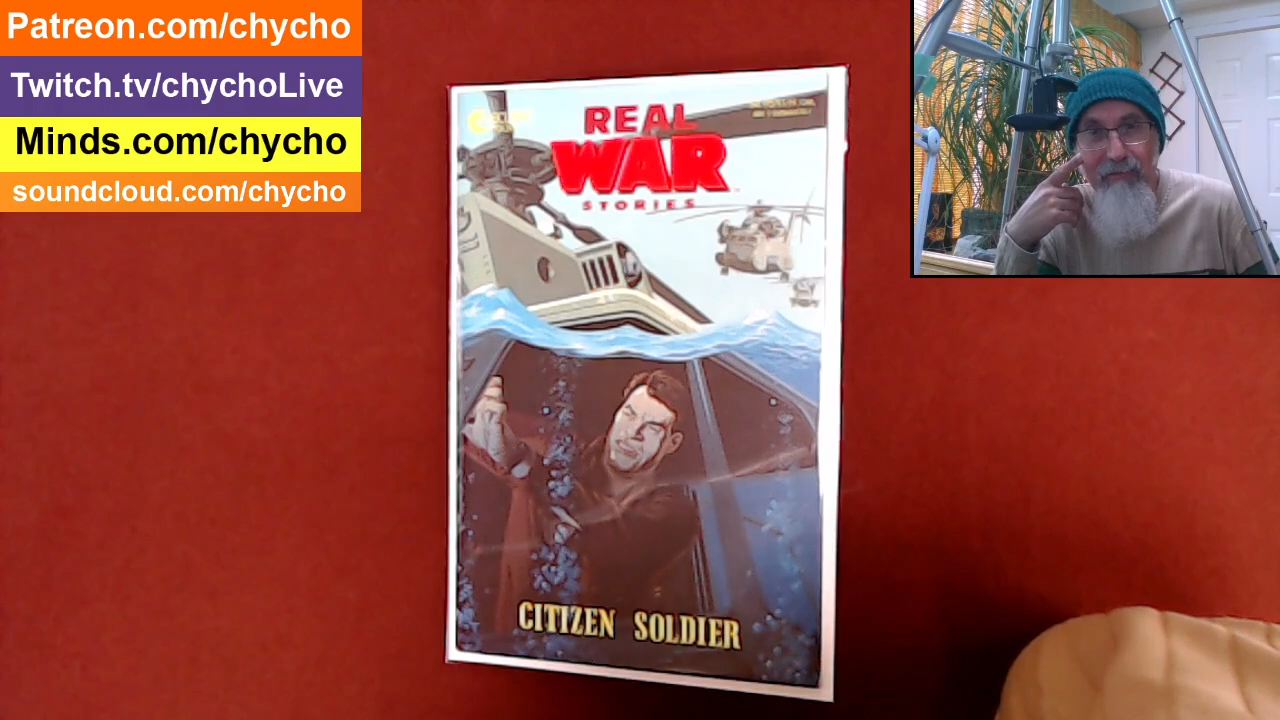 Patreon.com/chycho
Twitch.tv/chychoLive
Minds.com/chycho
soundcloud.com/chycho
REAL
WAR
STORIES
CITIZEN SOLDIER